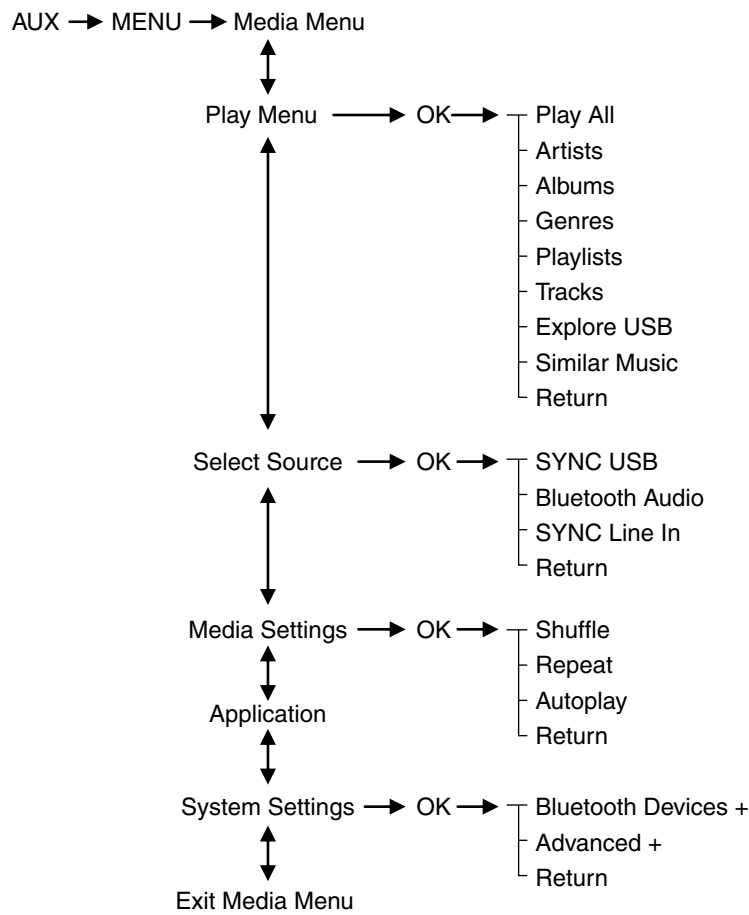 AUX MENU Media Menu
Play Menu OK Play All
Artists
Albums
Genres
Playlists
Tracks
Explore USB
Similar Music
Return
Select Source OK SYNC USB
Bluetooth Audio
SYNC Line In
Return
Media Settings OK Shuffle
Repeat
Autoplay
Application
Return
System Settings OK Bluetooth Devices +
Advanced +
Return
Exit Media Menu